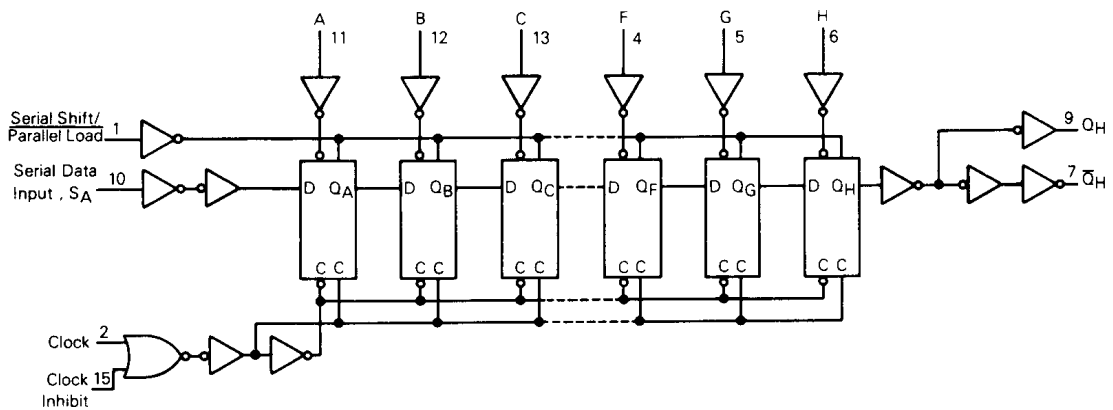 A B C F G H
11 12 13 4 5 6
Serial Shift/
Parallel Load 1
9 QH
Serial Data
Input , SA 10
D QA D QB D QC D QF D QG D QH
7 Q̅H
C C C C C C C C C C C C
Clock 2
Clock 15
Inhibit